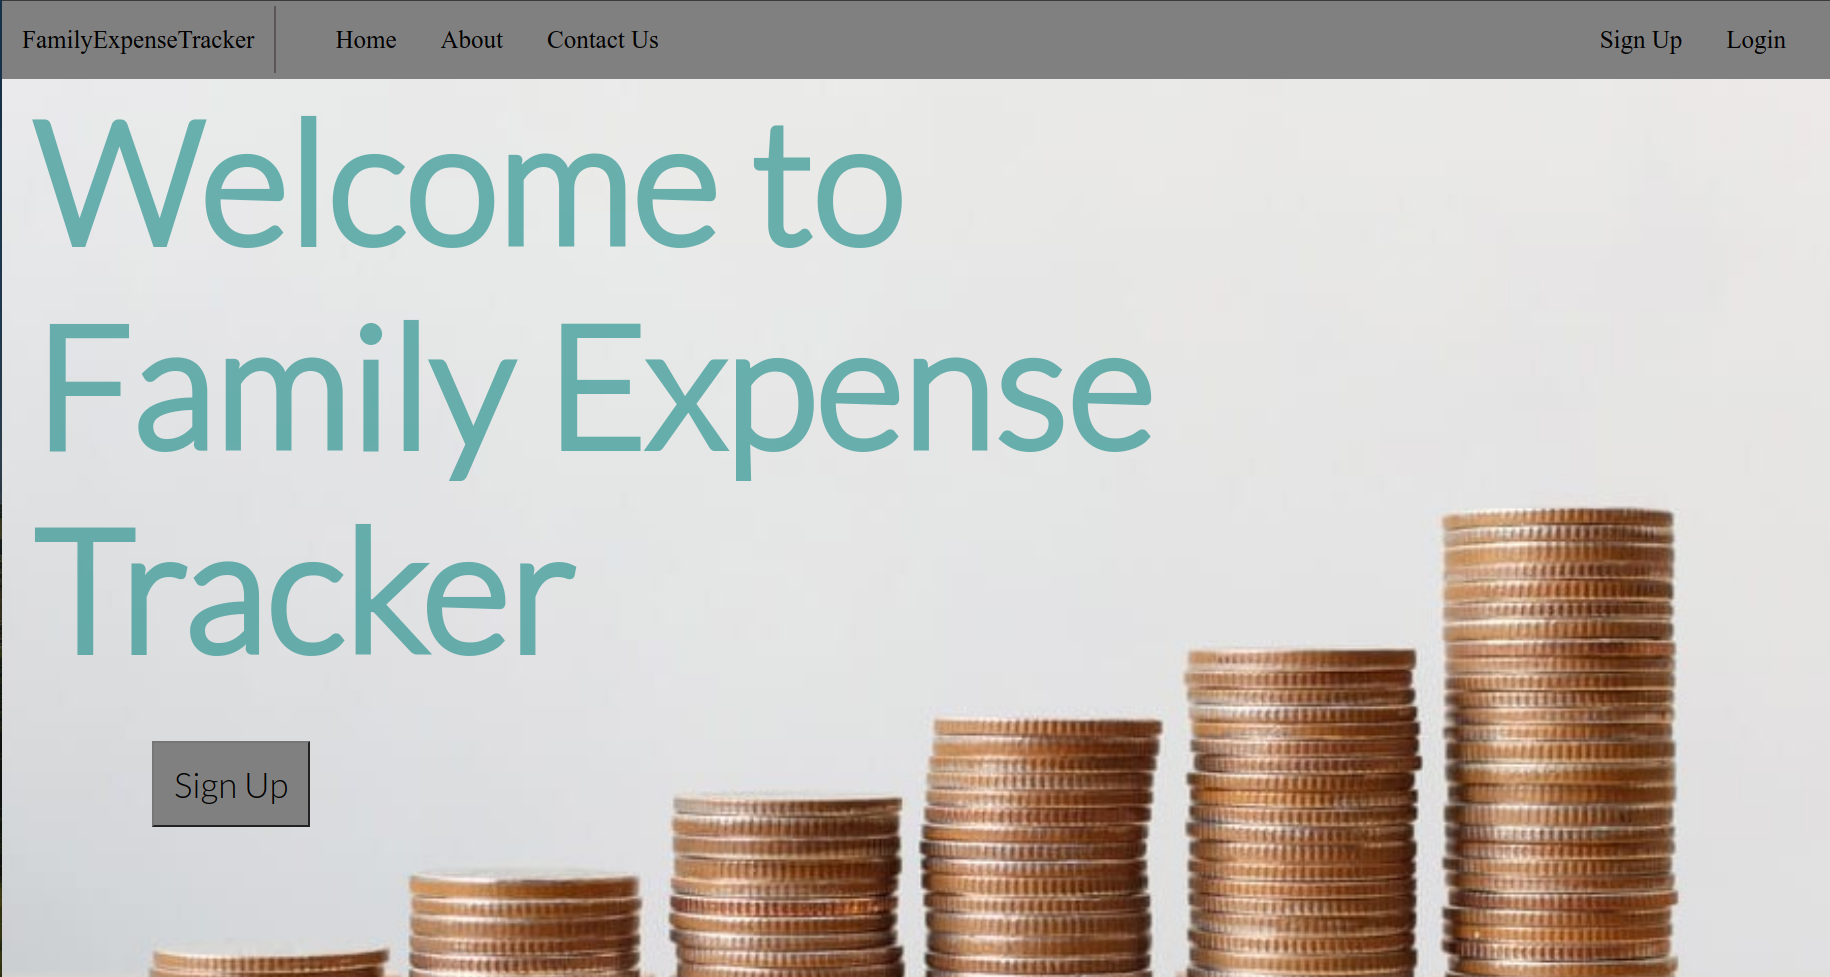 FamilyExpenseTracker Home About Contact Us Sign Up Login
Welcome to
Family Expense
Tracker
Sign Up